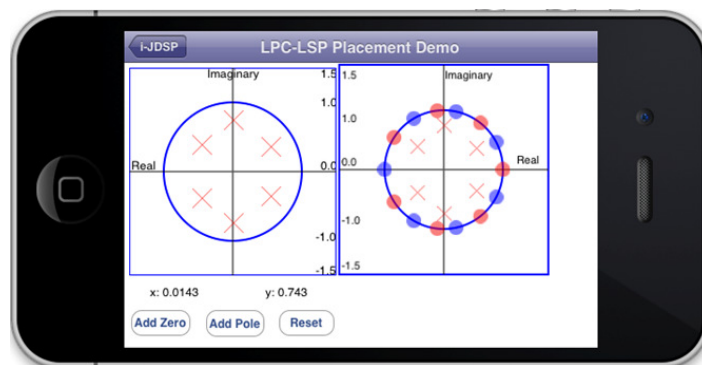 i-JDSP
LPC-LSP Placement Demo
Imaginary
1.5
1.0
Real
0.0
-1.0
-1.5
1.5
Imaginary
1.0
0.0
Real
-1.0
-1.5
x: 0.0143
y: 0.743
Add Zero
Add Pole
Reset